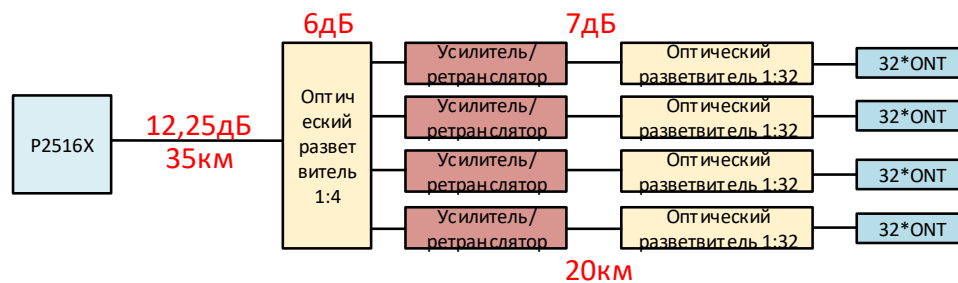 6дБ
7дБ
P2516X
12,25дБ
35км
Оптич
еский
развет
витель
1:4
Усилитель/
ретранслятор
Оптический
разветвитель 1:32
32*ONT
Усилитель/
ретранслятор
Оптический
разветвитель 1:32
32*ONT
Усилитель/
ретранслятор
Оптический
разветвитель 1:32
32*ONT
Усилитель/
ретранслятор
Оптический
разветвитель 1:32
32*ONT
20км